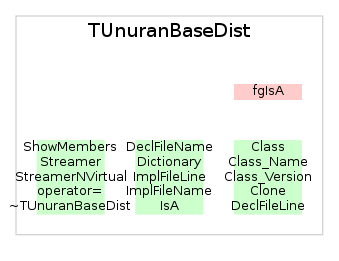 TUnuranBaseDist
fgIsA
ShowMembers DeclFileName Class
Streamer Dictionary Class_Name
StreamerNVirtual ImplFileLine Class_Version
operator= ImplFileName Clone
~TUnuranBaseDist IsA DeclFileLine